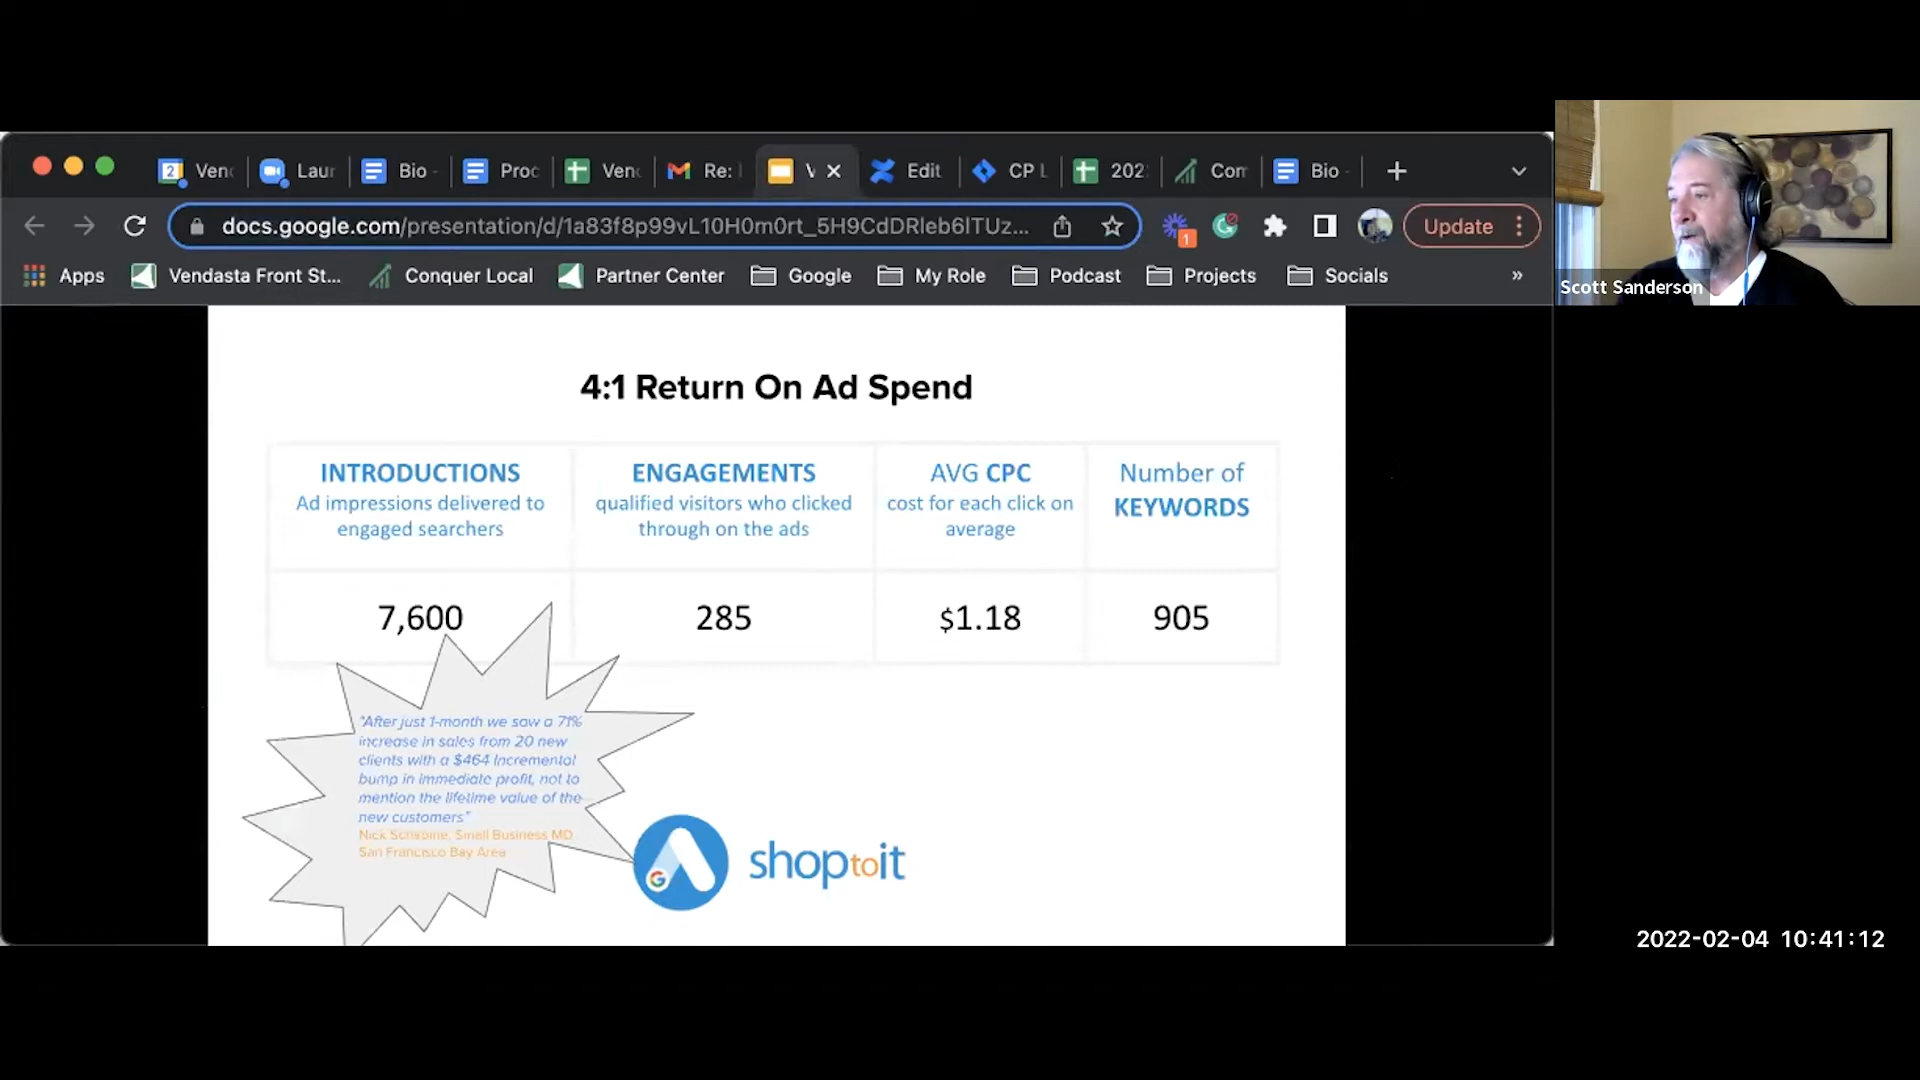 2 Venc Laur Bio - Proc Venc Re: V Edit CP L 202 Con Bio -
docs.google.com/presentation/d/1a83f8p99vL10H0m0rt_5H9CdDRleb6ITUz...
1
Update
Apps Vendasta Front St... Conquer Local Partner Center Google My Role Podcast Projects Socials »
Scott Sanderson
4:1 Return On Ad Spend
INTRODUCTIONS
Ad impressions delivered to
engaged searchers
ENGAGEMENTS
qualified visitors who clicked
through on the ads
AVG CPC
cost for each click on
average
Number of
KEYWORDS
7,600
285
$1.18
905
"After just 1-month we saw a 71%
increase in sales from 20 new
clients with a $464 Incremental
bump in immediate profit, not to
mention the lifetime value of the
new customers"
Nick Small Business MD
San Francisco Bay Area
G
shoptoit
2022-02-04 10:41:12